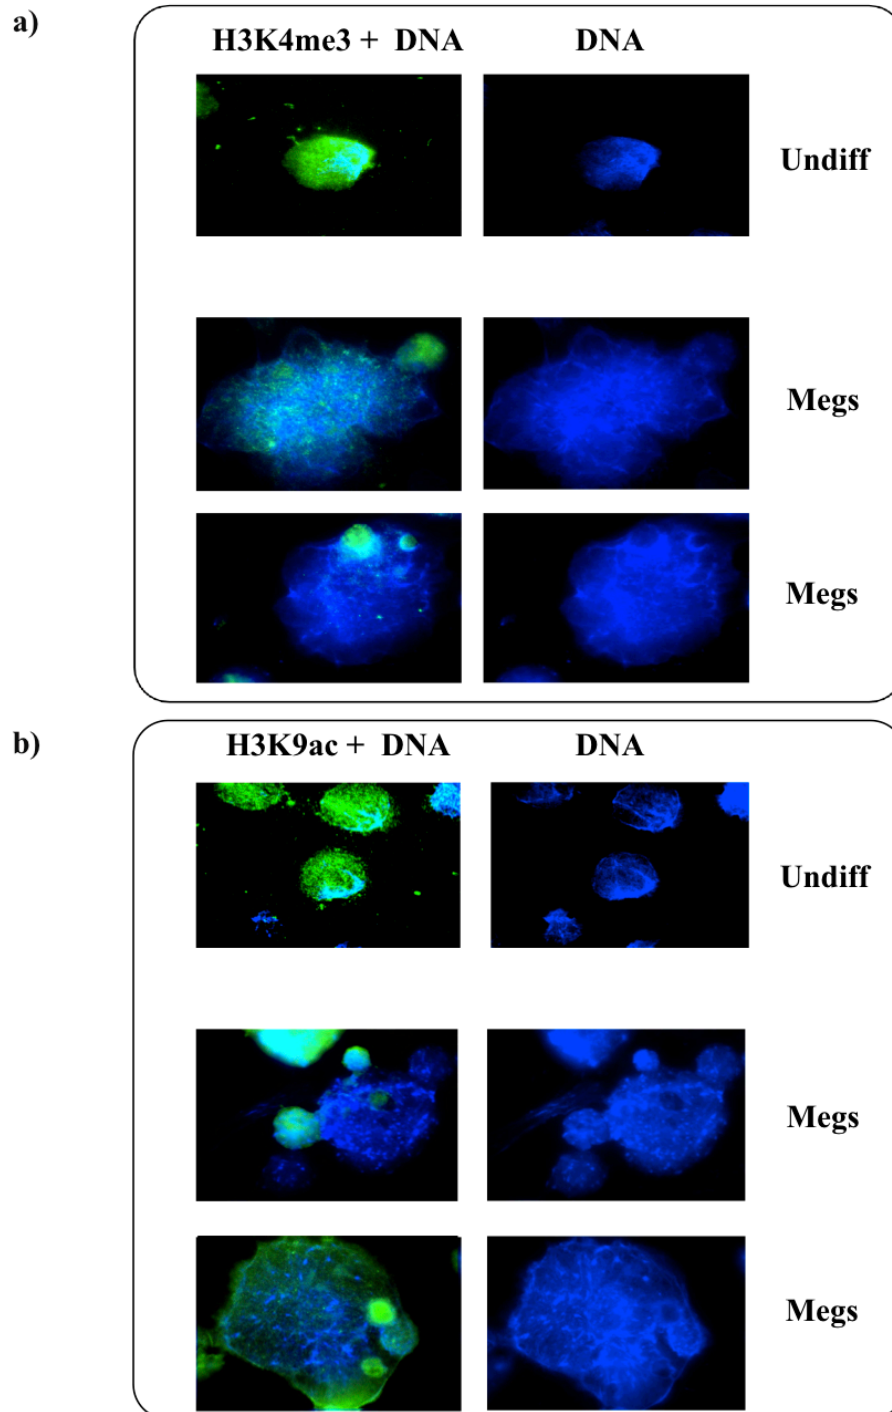 a)
H3K4me3 + DNA DNA
Undiff
Megs
Megs
b)
H3K9ac + DNA DNA
Undiff
Megs
Megs